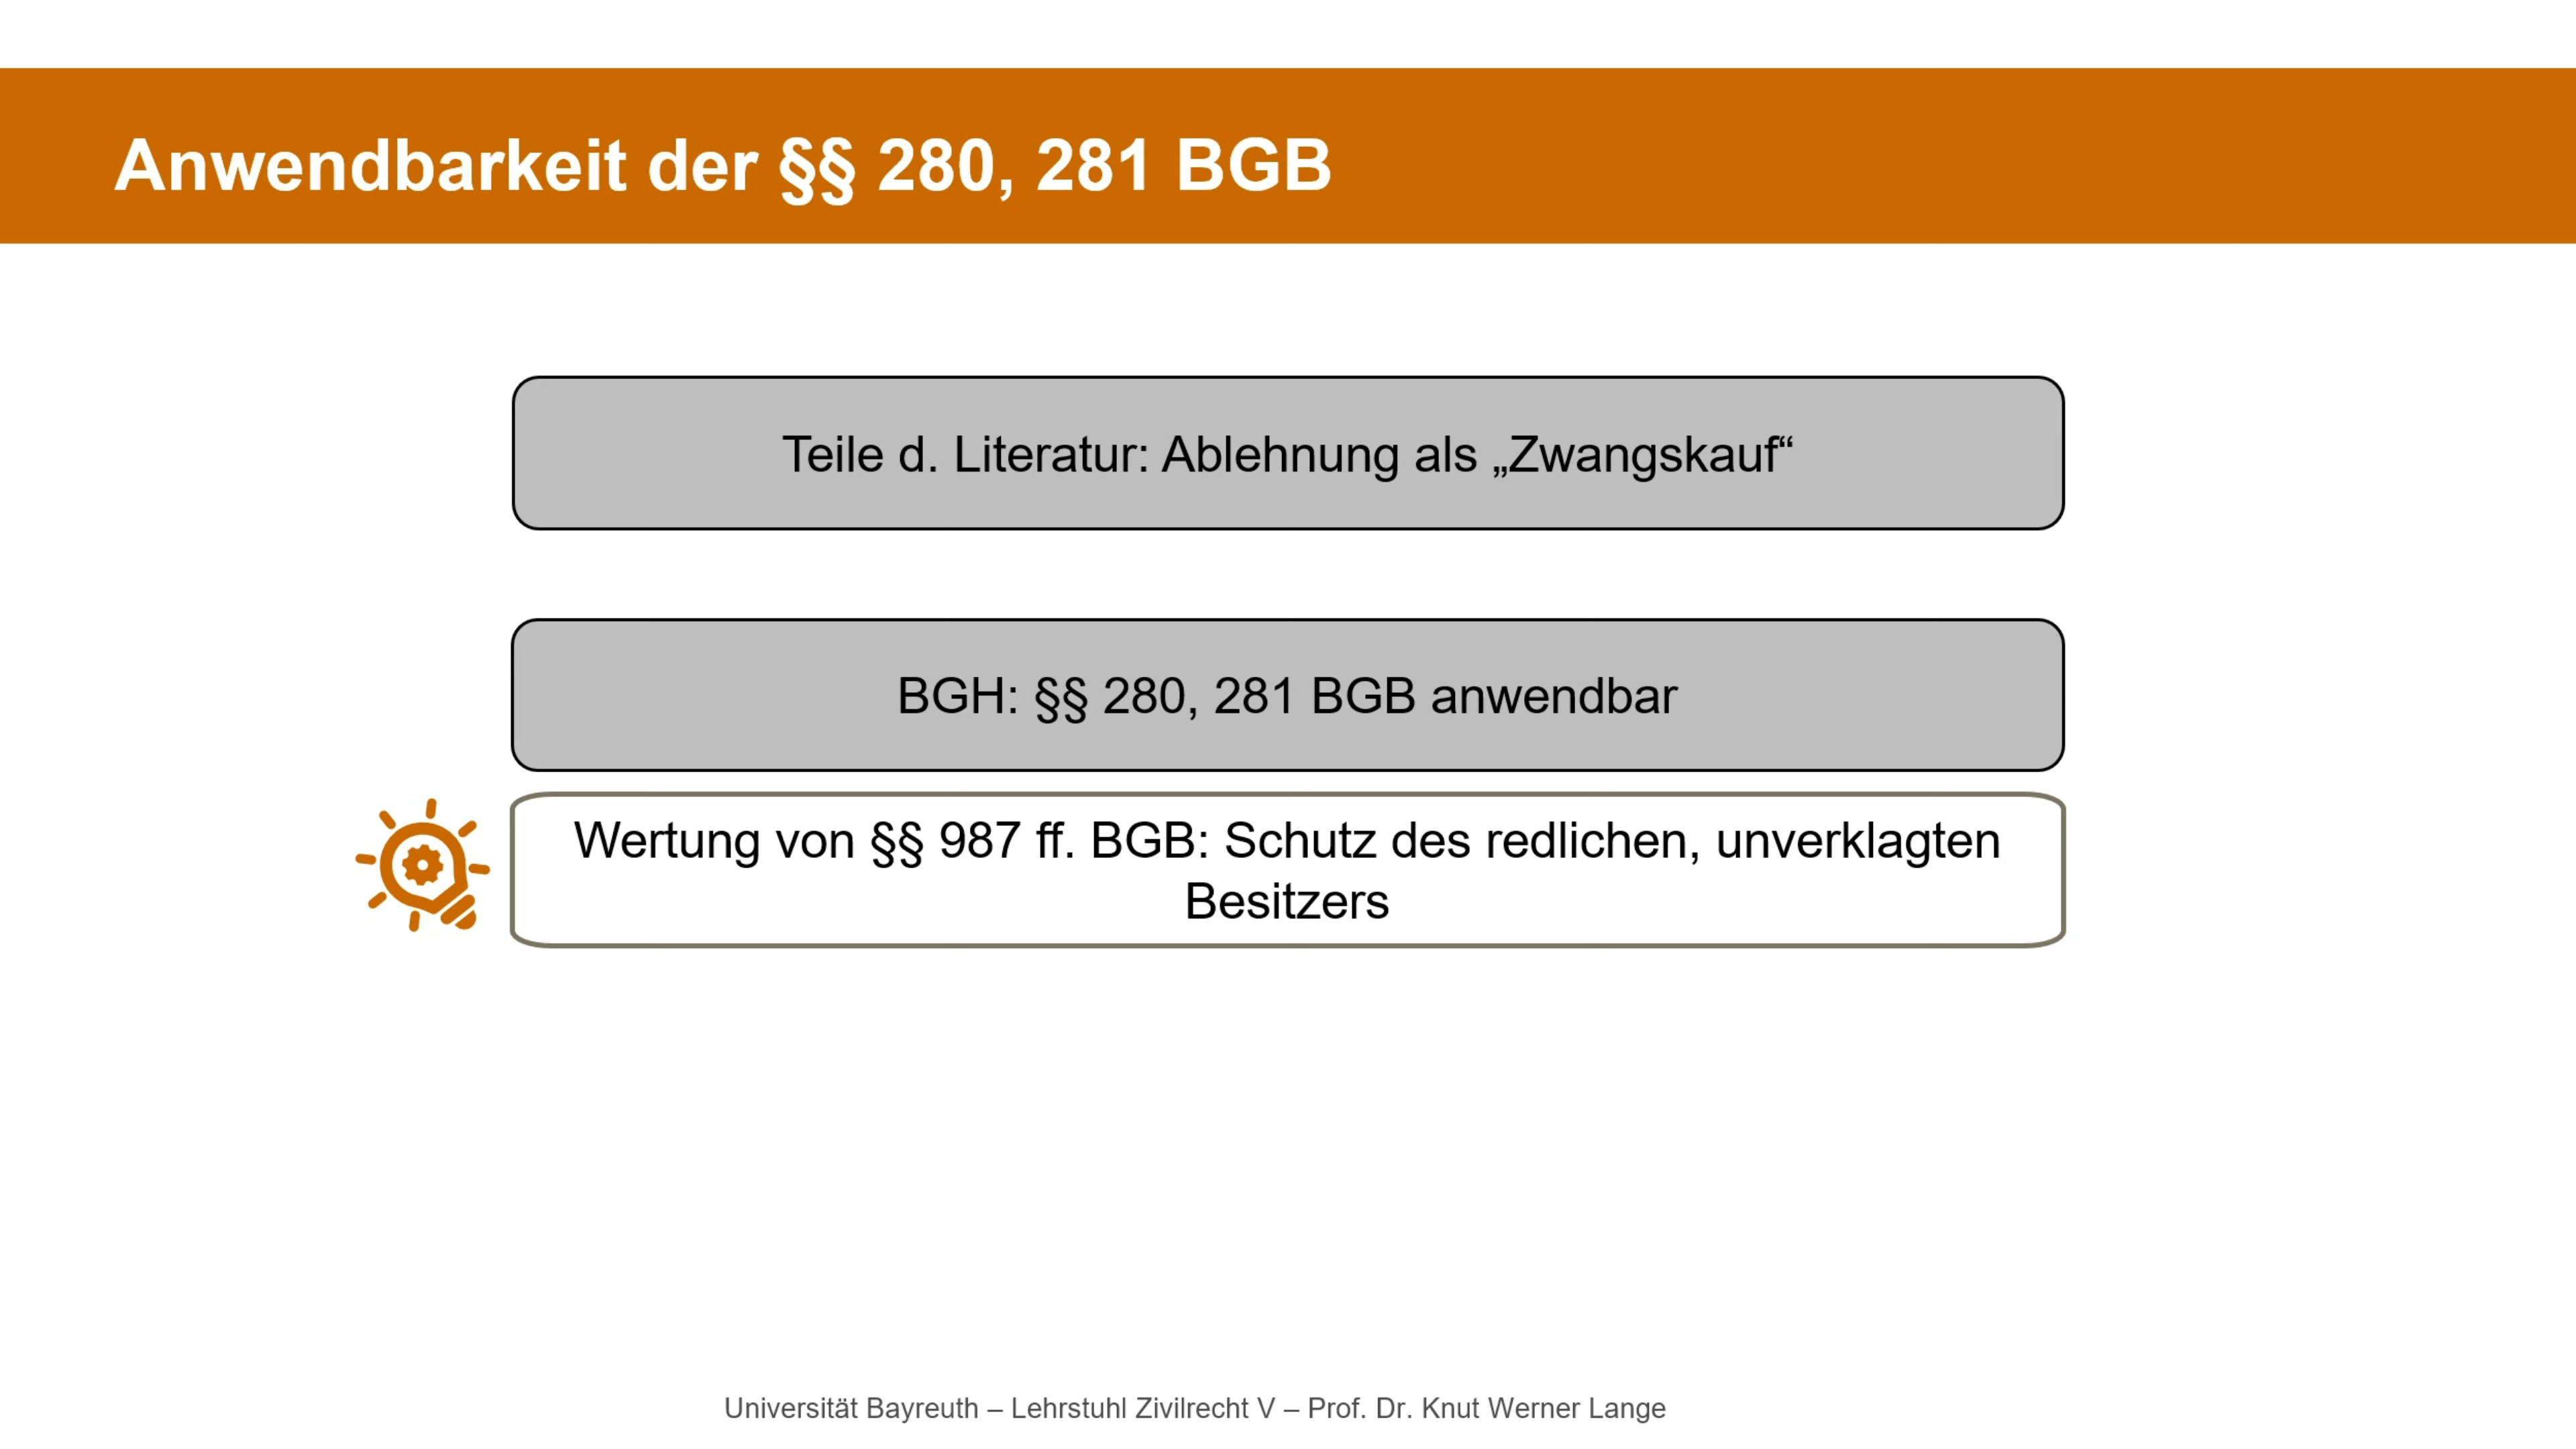 Anwendbarkeit der §§ 280, 281 BGB
Teile d. Literatur: Ablehnung als „Zwangskauf“
BGH: §§ 280, 281 BGB anwendbar
Wertung von §§ 987 ff. BGB: Schutz des redlichen, unverklagten
Besitzers
Universität Bayreuth – Lehrstuhl Zivilrecht V – Prof. Dr. Knut Werner Lange